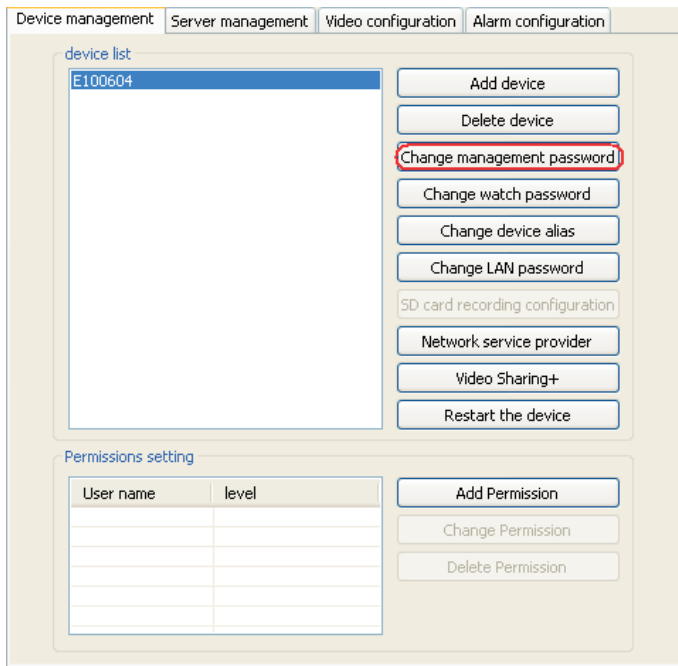 Device management Server management Video configuration Alarm configuration
device list
E100604
Add device
Delete device
Change management password
Change watch password
Change device alias
Change LAN password
SD card recording configuration
Network service provider
Video Sharing+
Restart the device
Permissions setting
User name level
Add Permission
Change Permission
Delete Permission